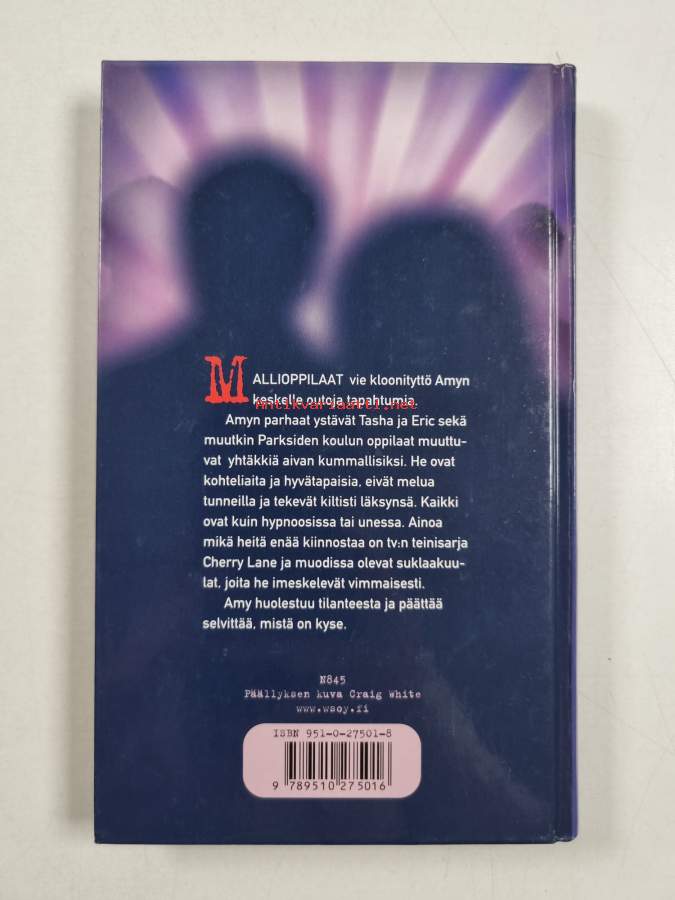 MALLIOPPILAAT vie kloonityttö Amyn
keskelle outoja tapahtumia.
Antikvariaatti.net
Amyn parhaat ystävät Tasha ja Eric sekä
muutkin Parksiden koulun oppilaat muuttu-
vat yhtäkkiä aivan kummallisiksi. He ovat
kohteliaita ja hyvätapaisia, eivät melua
tunneilla ja tekevät kiltisti läksynsä. Kaikki
ovat kuin hypnoosissa tai unessa. Ainoa
mikä heitä enää kiinnostaa on tv:n teinisarja
Cherry Lane ja muodissa olevat suklaakuu-
lat, joita he imeskelevät vimmaisesti.
Amy huolestuu tilanteesta ja päättää
selvittää, mistä on kyse.
N845
Päällyksen kuva Craig White
www.wsoy.fi
ISBN 951-0-27501-8
9 789510 275016